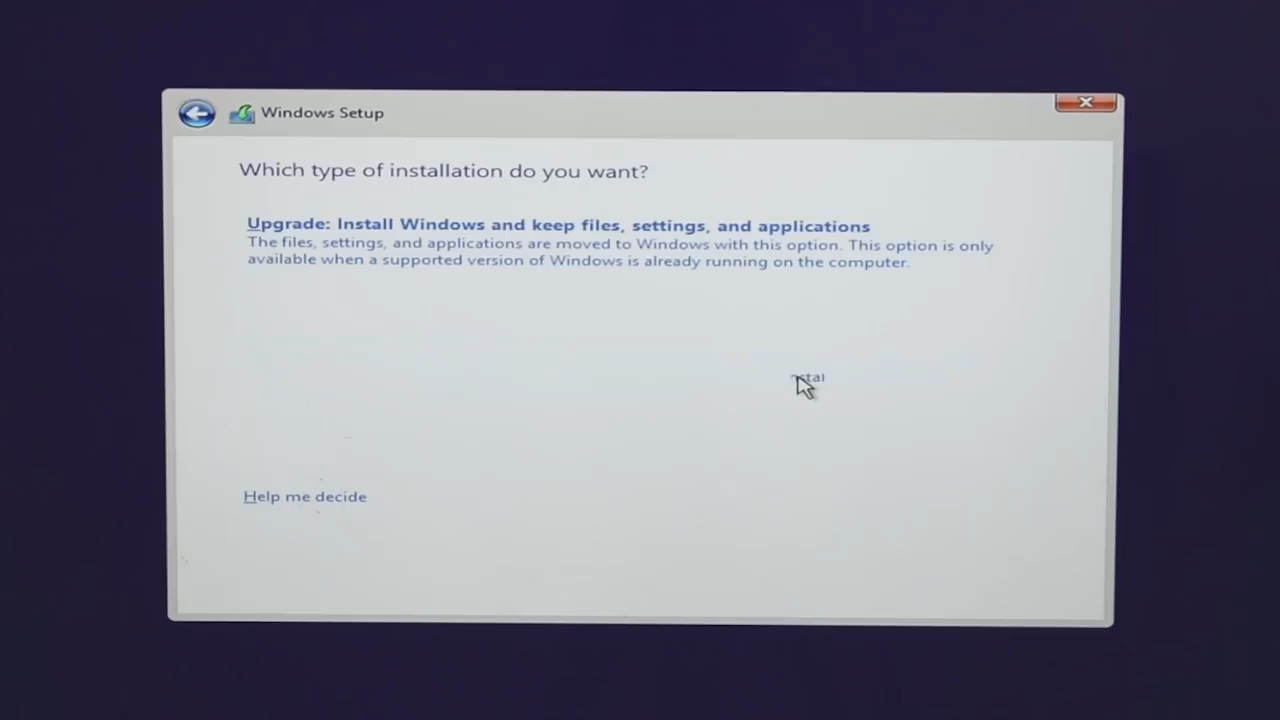 Windows Setup
Which type of installation do you want?
Upgrade: Install Windows and keep files, settings, and applications
The files, settings, and applications are moved to Windows with this option. This option is only
available when a supported version of Windows is already running on the computer.
Help me decide